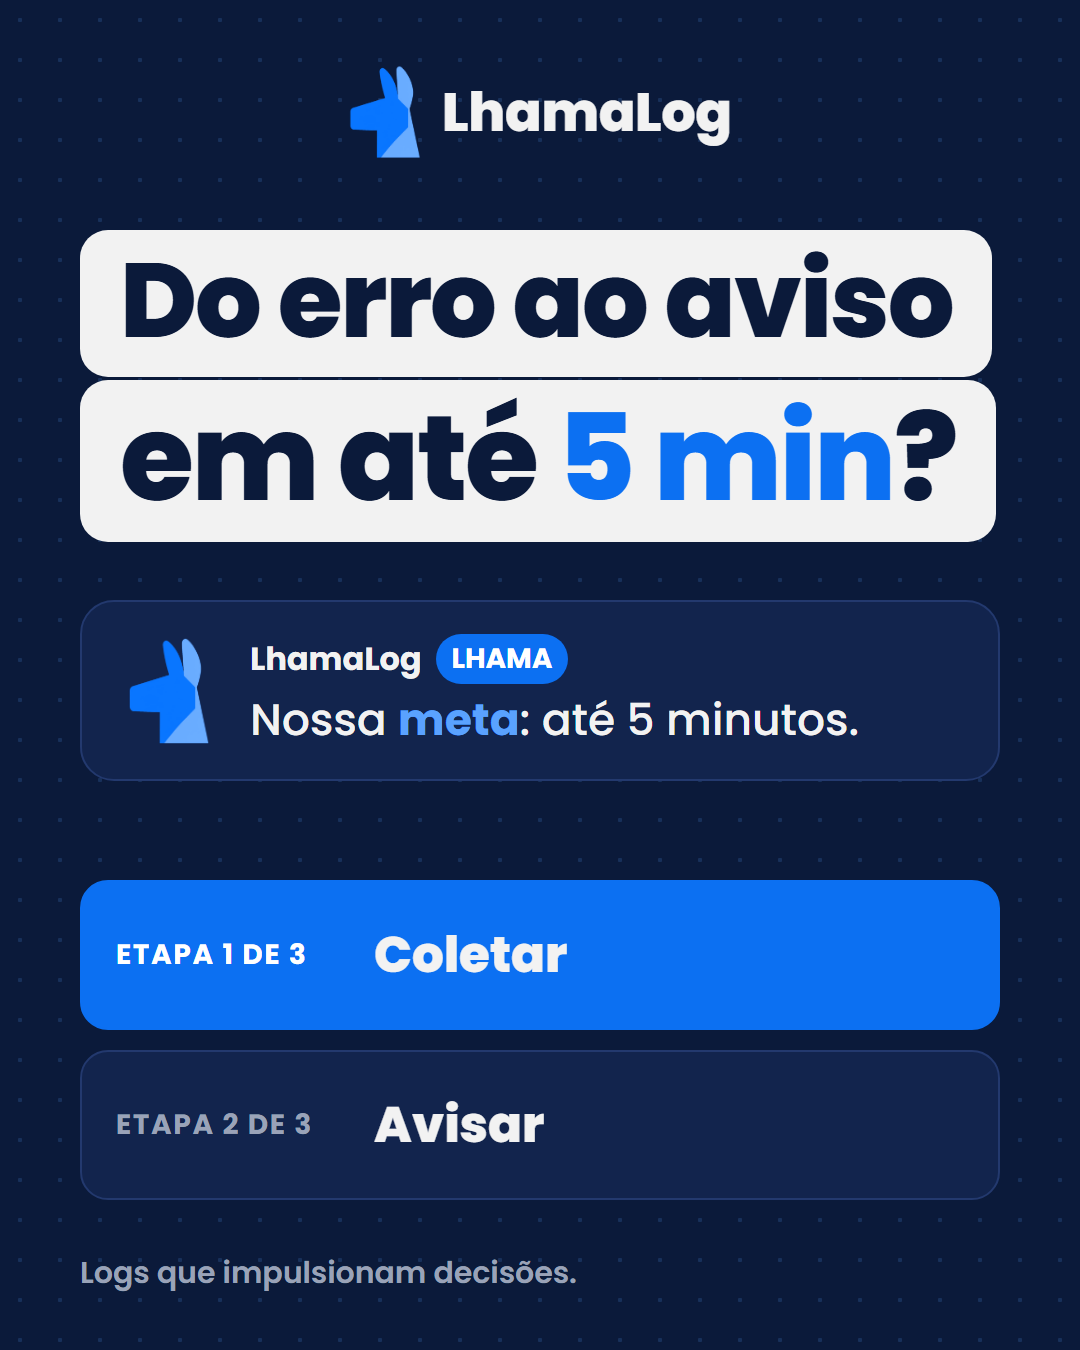 LhamaLog
Do erro ao aviso
em até 5 min?
LhamaLog LHAMA
Nossa meta: até 5 minutos.
ETAPA 1 DE 3 Coletar
ETAPA 2 DE 3 Avisar
Logs que impulsionam decisões.